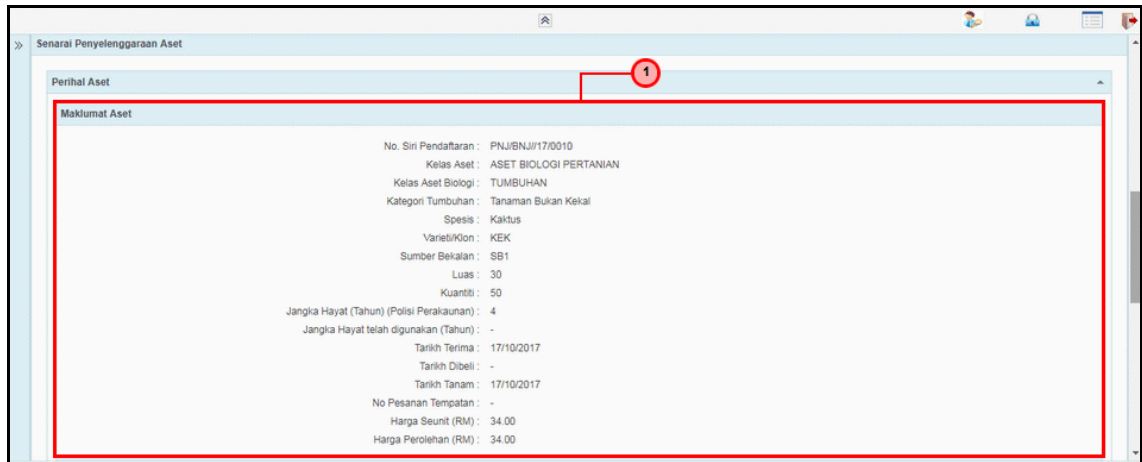 Senarai Penyelenggaraan Aset
1
Perihal Aset
Maklumat Aset
No. Siri Pendaftaran : PNJ/BNJ//17/0010
Kelas Aset : ASET BIOLOGI PERTANIAN
Kelas Aset Biologi : TUMBUHAN
Kategori Tumbuhan : Tanaman Bukan Kekal
Spesis : Kaktus
Varieti/Klon : KEK
Sumber Bekalan : SB1
Luas : 30
Kuantiti : 50
Jangka Hayat (Tahun) (Polisi Perakaunan) : 4
Jangka Hayat telah digunakan (Tahun) : -
Tarikh Terima : 17/10/2017
Tarikh Dibeli : -
Tarikh Tanam : 17/10/2017
No Pesanan Tempatan : -
Harga Seunit (RM) : 34.00
Harga Perolehan (RM) : 34.00